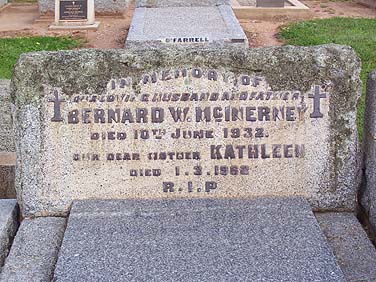 O'FARRELL
IN MEMORY OF
OUR LOVING HUSBAND AND FATHER
BERNARD W. MCINERNEY
DIED 10TH JUNE 1932.
OUR DEAR MOTHER KATHLEEN
DIED 1.3.1962
R.I.P